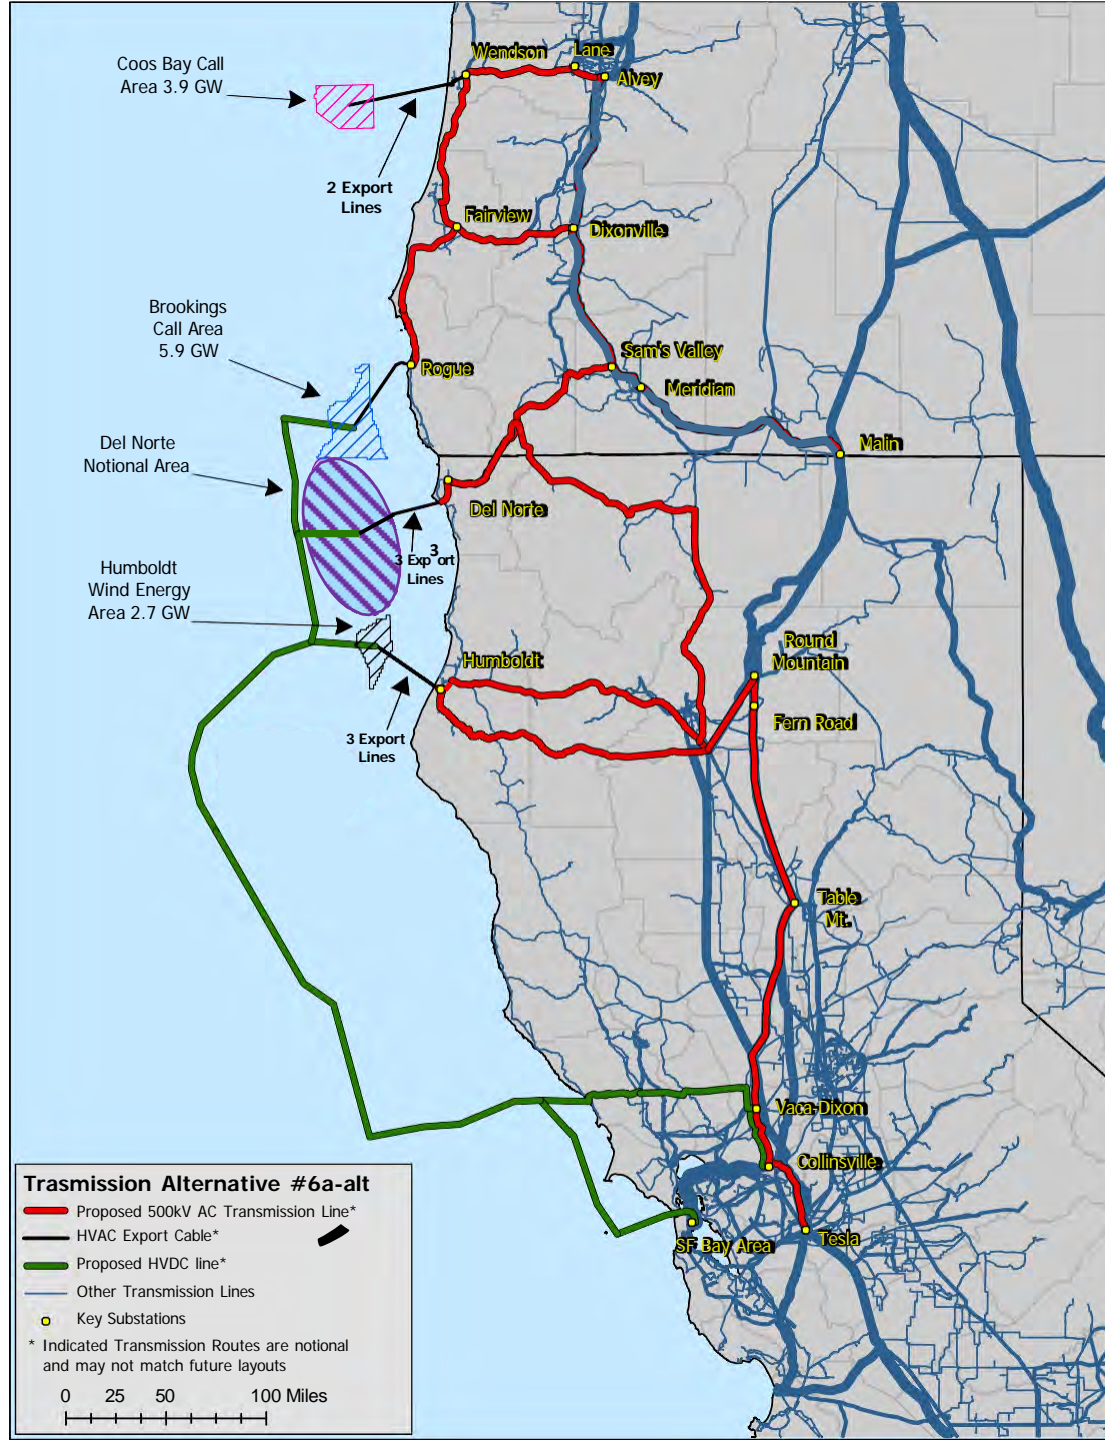 Coos Bay Call
Area 3.9 GW
Wendson
Lane
Alvey
2 Export
Lines
Fairview
Dixonville
Brookings
Call Area
5.9 GW
Rogue
Sam's Valley
Meridian
Malin
Del Norte
Notional Area
Del Norte
3
3 Export
Lines
Humboldt
Wind Energy
Area 2.7 GW
Humboldt
Round
Mountain
Fern Road
3 Export
Lines
Table
Mt.
Vaca-Dixon
Collinsville
SF Bay Area
Tesla
Trasmission Alternative #6a-alt
Proposed 500kV AC Transmission Line*
HVAC Export Cable*
Proposed HVDC line*
Other Transmission Lines
Key Substations
* Indicated Transmission Routes are notional
and may not match future layouts
0 25 50 100 Miles